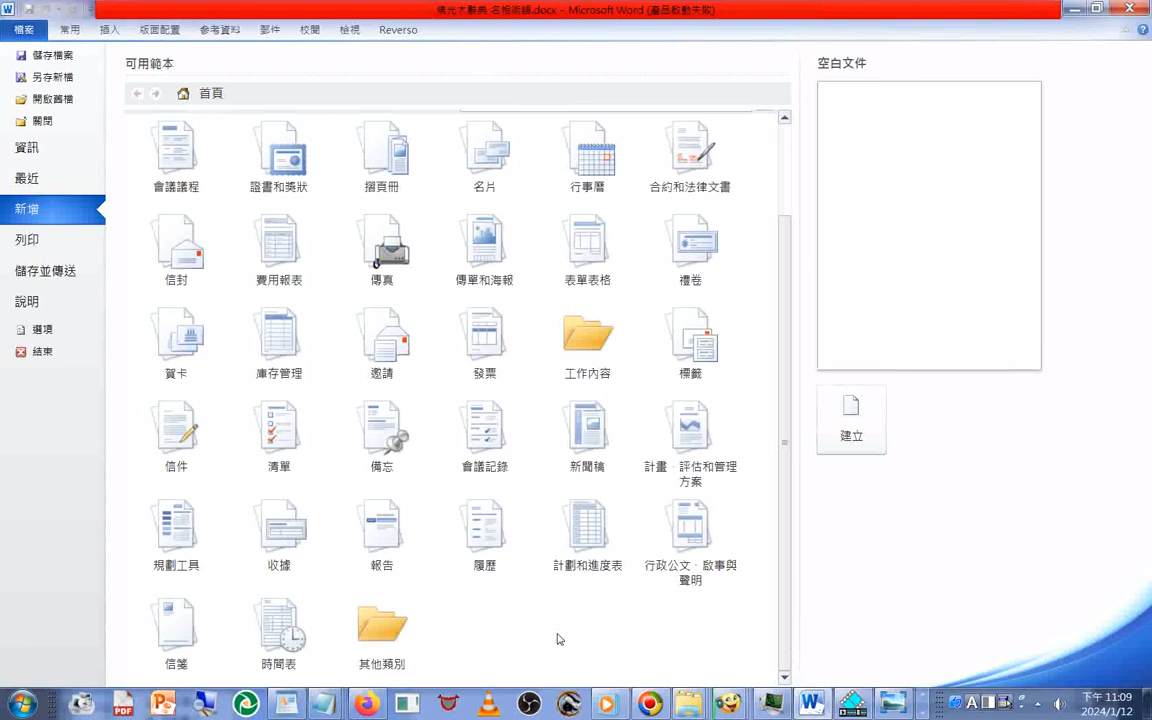 佛光大辭典 名相術語.docx - Microsoft Word (產品啟動失敗)
檔案 常用 插入 版面配置 參考資料 郵件 校閱 檢視 Reverso
儲存檔案
另存新檔
開啟舊檔
關閉
資訊
最近
新增
列印
儲存並傳送
說明
選項
結束
可用範本
首頁
會議議程 證書和獎狀 摺頁冊 名片 行事曆 合約和法律文書
信封 費用報表 傳真 傳單和海報 表單表格 禮卷
賀卡 庫存管理 邀請 發票 工作內容 標籤
信件 清單 備忘 會議記錄 新聞稿 計畫、評估和管理
方案
規劃工具 收據 報告 履歷 計劃和進度表 行政公文、啟事與
聲明
信箋 時間表 其他類別
空白文件
建立
PDF
下午 11:09
2024/1/12